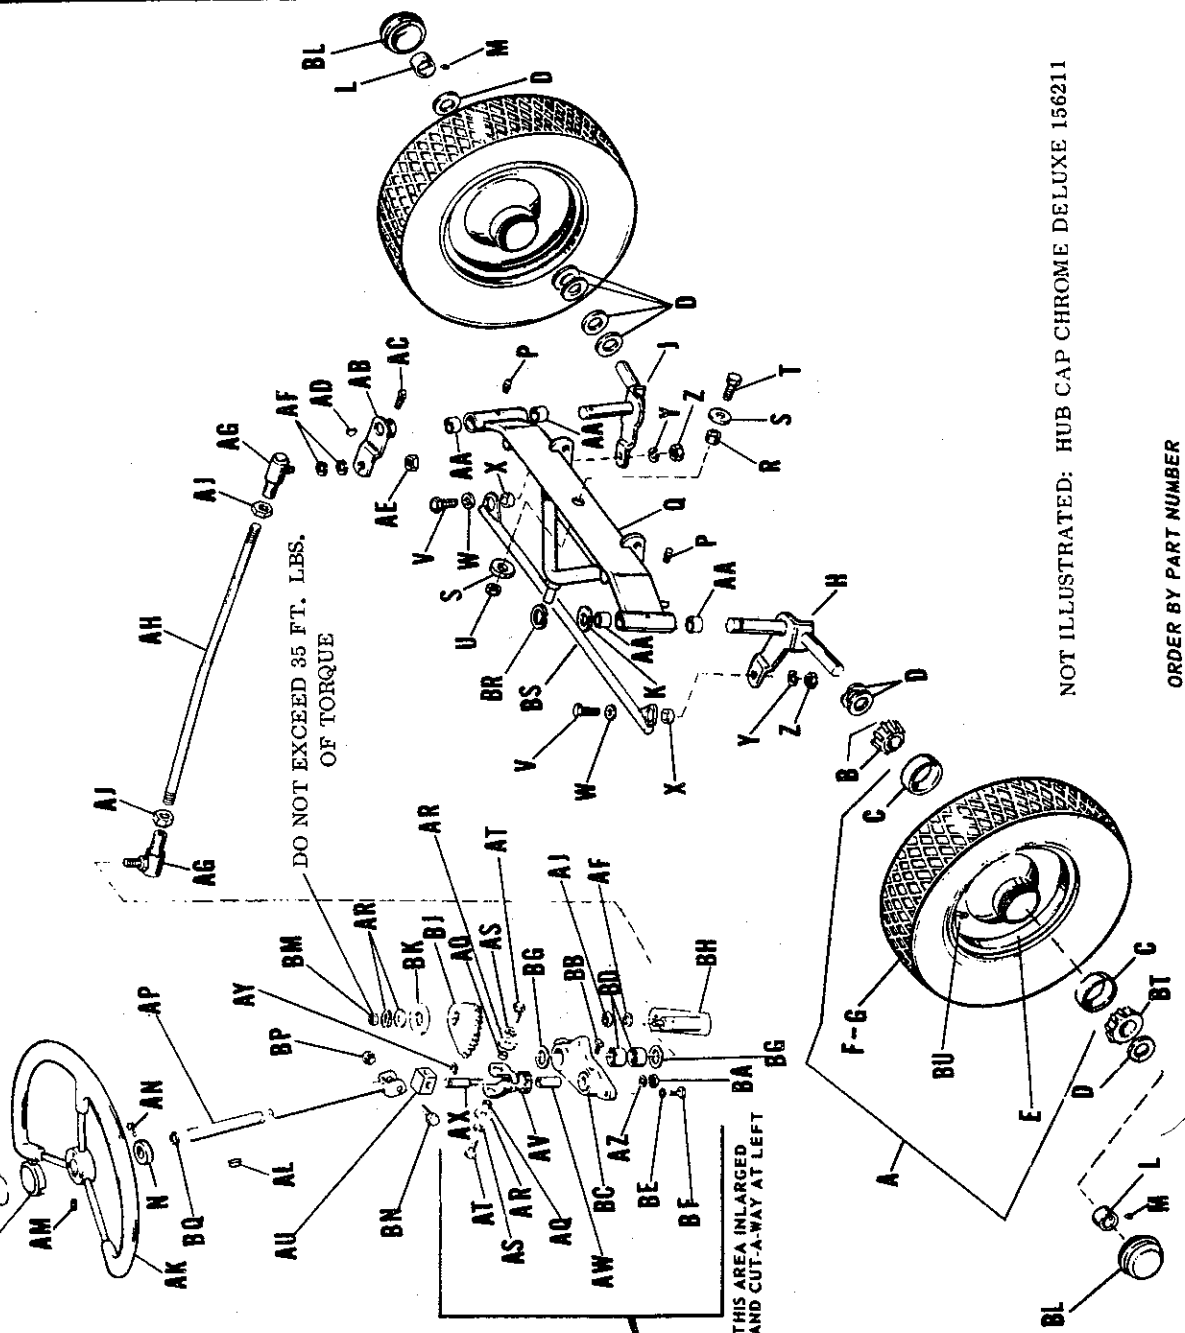 BL
L
M
D
AG
AF
AD
AB
AC
AJ
AE
P
AA
AA
X
V
W
S
U
D
J
Y
Z
T
S
R
Q
P
AH
AJ
AG
DO NOT EXCEED 35 FT. LBS.
OF TORQUE
BR
BS
K
AA
AA
H
V
W
X
Y
Z
D
B
C
NOT ILLUSTRATED: HUB CAP CHROME DELUXE 156211
ORDER BY PART NUMBER
AP
AN
BP
AY
BM
AR
BK
BJ
AQ
AR
AS
AT
BG
BB
BD
AJ
AF
BH
BG
BA
AZ
BE
BF
BC
AV
AX
AW
AQ
AR
AS
AT
BN
AU
AL
BQ
N
AM
AK
THIS AREA INLARGED
AND CUT-A-WAY AT LEFT
F-G
BU
E
A
C
BT
D
L
M
BL